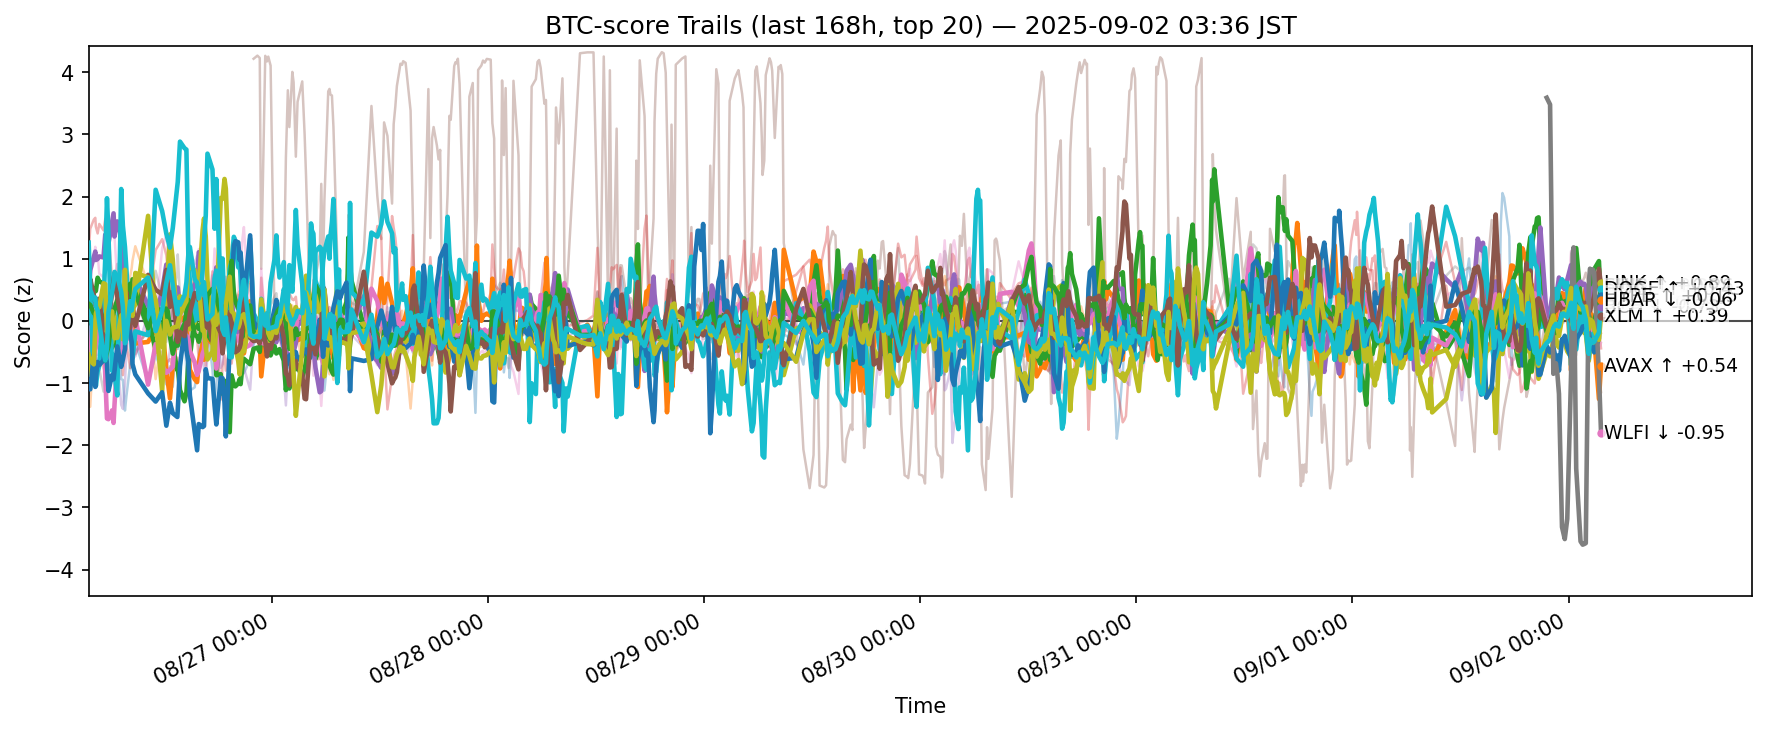 BTC-score Trails (last 168h, top 20) — 2025-09-02 03:36 JST
Score (z)
4
3
2
1
0
−1
−2
−3
−4
HBAR ↓ -0.06
XLM ↑ +0.39
AVAX ↑ +0.54
WLFI ↓ -0.95
08/27 00:00
08/28 00:00
08/29 00:00
08/30 00:00
08/31 00:00
09/01 00:00
09/02 00:00
Time